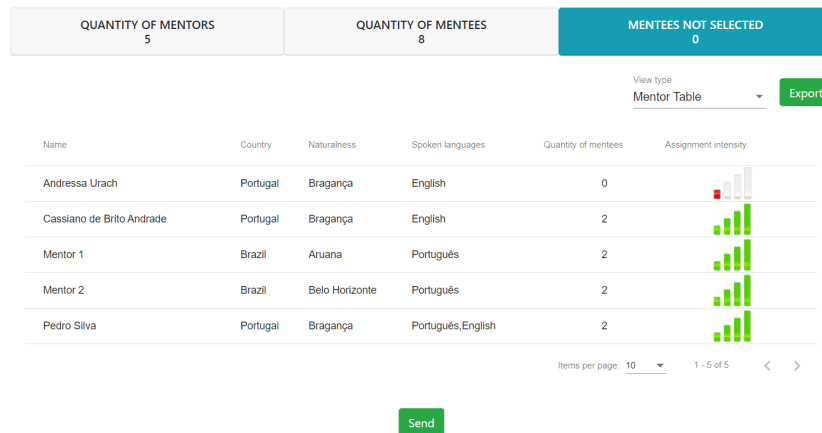 QUANTITY OF MENTORS
5
QUANTITY OF MENTEES
8
MENTEES NOT SELECTED
0
View type
Mentor Table
Export
Name Country Naturalness Spoken languages Quantity of mentees Assignment intensity
Andressa Urach Portugal Bragança English 0
Cassiano de Brito Andrade Portugal Bragança English 2
Mentor 1 Brazil Aruana Português 2
Mentor 2 Brazil Belo Horizonte Português 2
Pedro Silva Portugal Bragança Português,English 2
Items per page: 10 1 - 5 of 5
Send